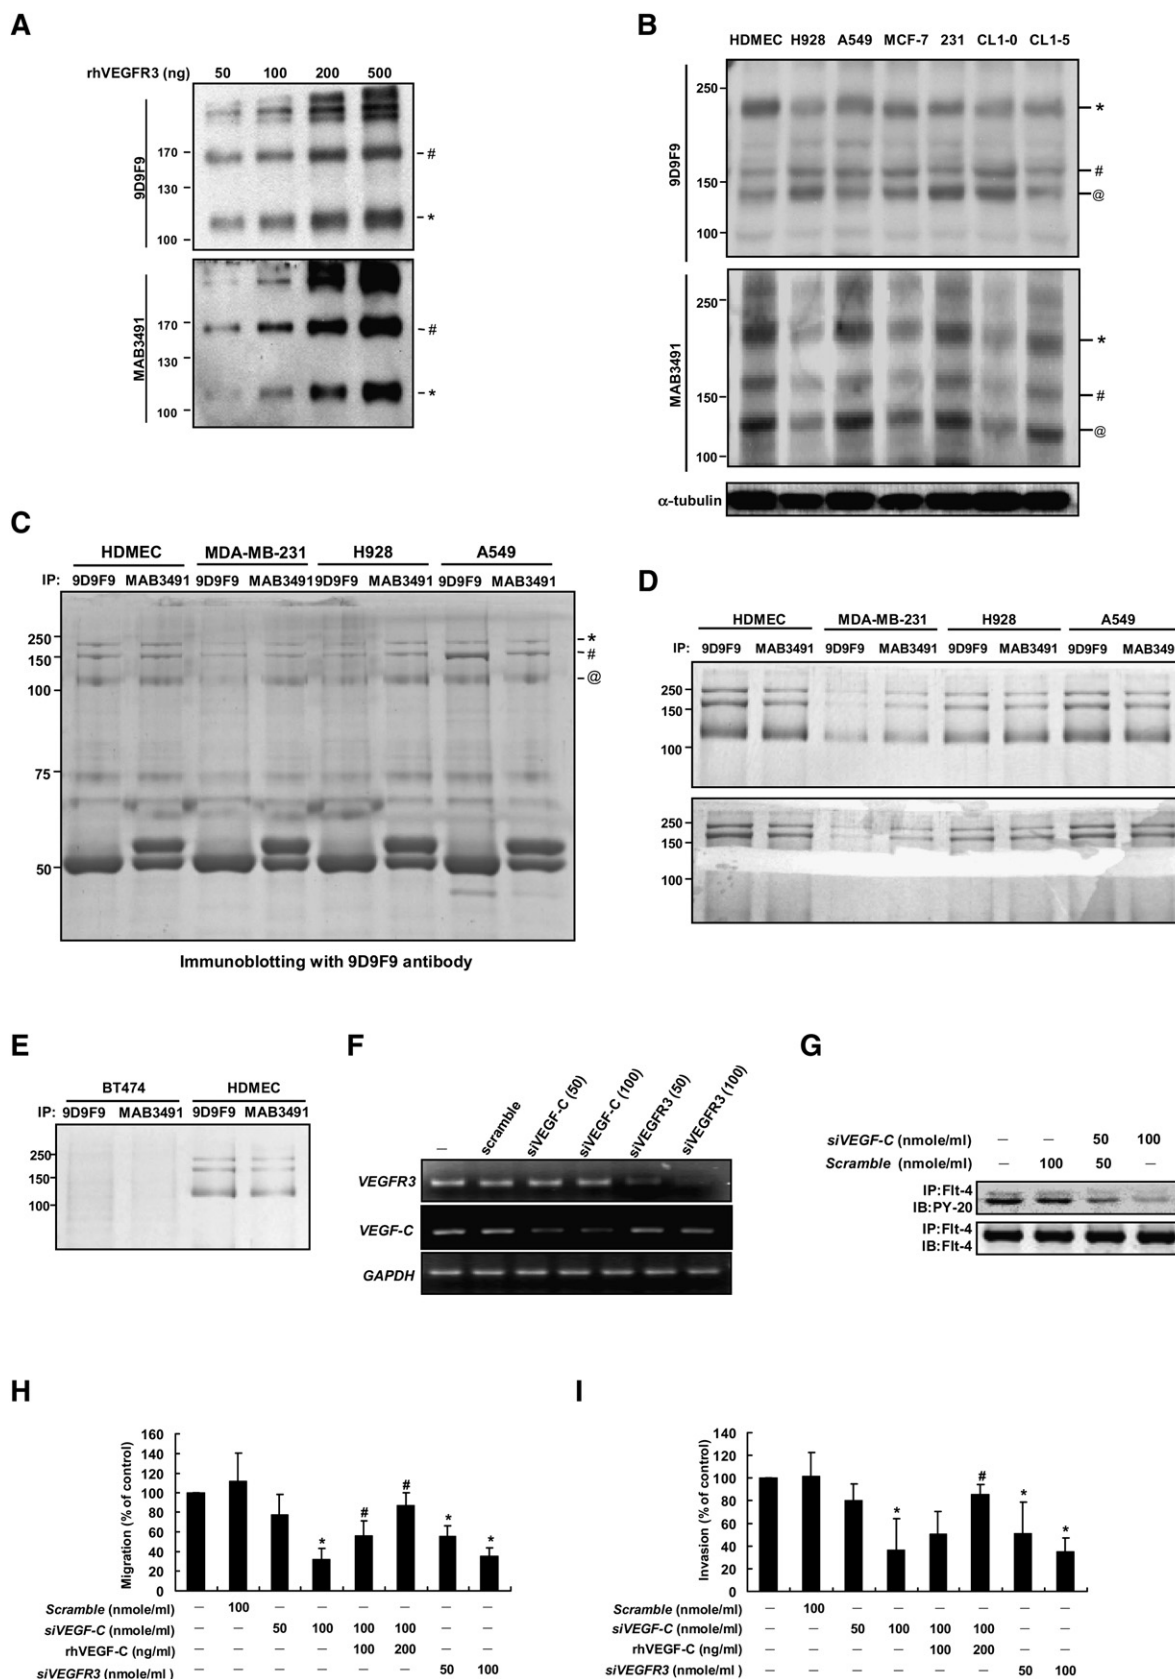 A
rhVEGFR3 (ng) 50 100 200 500
9D9F9
170
130
100
#
*
MAB3491
170
130
100
#
*
B
HDMEC H928 A549 MCF-7 231 CL1-0 CL1-5
9D9F9
250
150
100
*
#
@
MAB3491
250
150
100
*
#
@
α-tubulin
C
HDMEC MDA-MB-231 H928 A549
IP: 9D9F9 MAB3491 9D9F9 MAB3491 9D9F9 MAB3491 9D9F9 MAB3491
250
150
100
75
50
*
#
@
Immunoblotting with 9D9F9 antibody
D
HDMEC MDA-MB-231 H928 A549
IP: 9D9F9 MAB3491 9D9F9 MAB3491 9D9F9 MAB3491 9D9F9 MAB3491
250
150
100
250
150
100
E
BT474 HDMEC
IP: 9D9F9 MAB3491 9D9F9 MAB3491
250
150
100
F
– scramble siVEGF-C (50) siVEGF-C (100) siVEGFR3 (50) siVEGFR3 (100)
VEGFR3
VEGF-C
GAPDH
G
siVEGF-C (nmole/ml) – – 50 100
Scramble (nmole/ml) – 100 50 –
IP:Flt-4
IB:PY-20
IP:Flt-4
IB:Flt-4
H
Migration (% of control)
160
140
120
100
80
60
40
20
0
* # # * *
Scramble (nmole/ml) – 100 – – – – – –
siVEGF-C (nmole/ml) – – 50 100 100 100 – –
rhVEGF-C (ng/ml) – – – – 100 200 – –
siVEGFR3 (nmole/ml ) – – – – – – 50 100
I
Invasion (% of control)
140
120
100
80
60
40
20
0
* # * *
Scramble (nmole/ml) – 100 – – – – – –
siVEGF-C (nmole/ml) – – 50 100 100 100 – –
rhVEGF-C (ng/ml) – – – – 100 200 – –
siVEGFR3 (nmole/ml ) – – – – – – 50 100